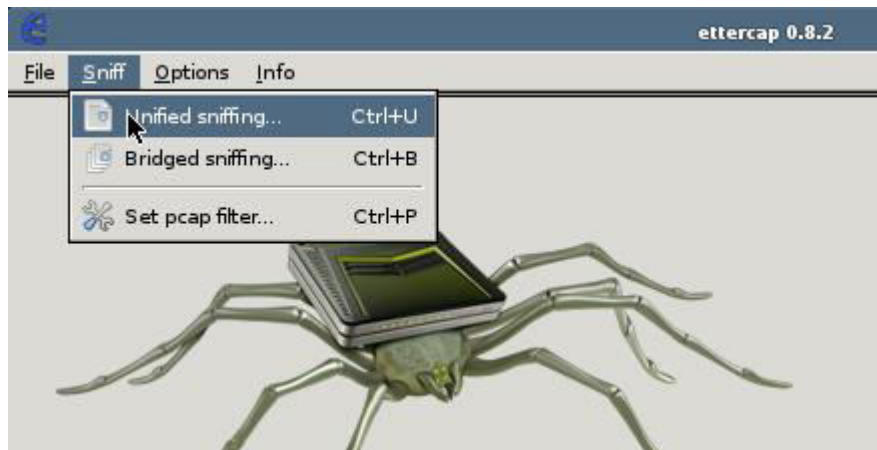 ettercap 0.8.2
File Sniff Options Info
Unified sniffing... Ctrl+U
Bridged sniffing... Ctrl+B
Set pcap filter... Ctrl+P